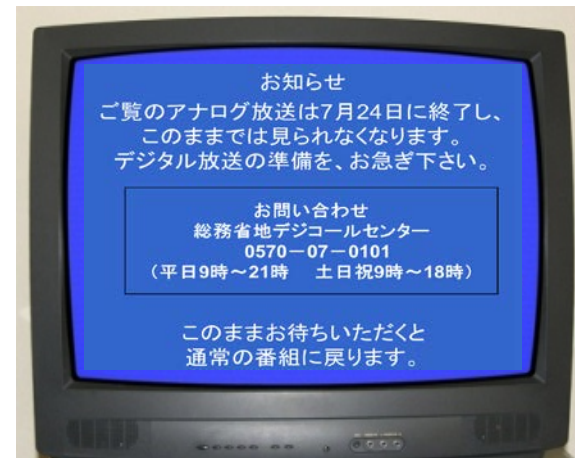 お知らせ
ご覧のアナログ放送は7月24日に終了し、
このままでは見られなくなります。
デジタル放送の準備を、お急ぎ下さい。
お問い合わせ
総務省地デジコールセンター
0570－07－0101
（平日9時～21時　土日祝9時～18時）
このままお待ちいただくと
通常の番組に戻ります。